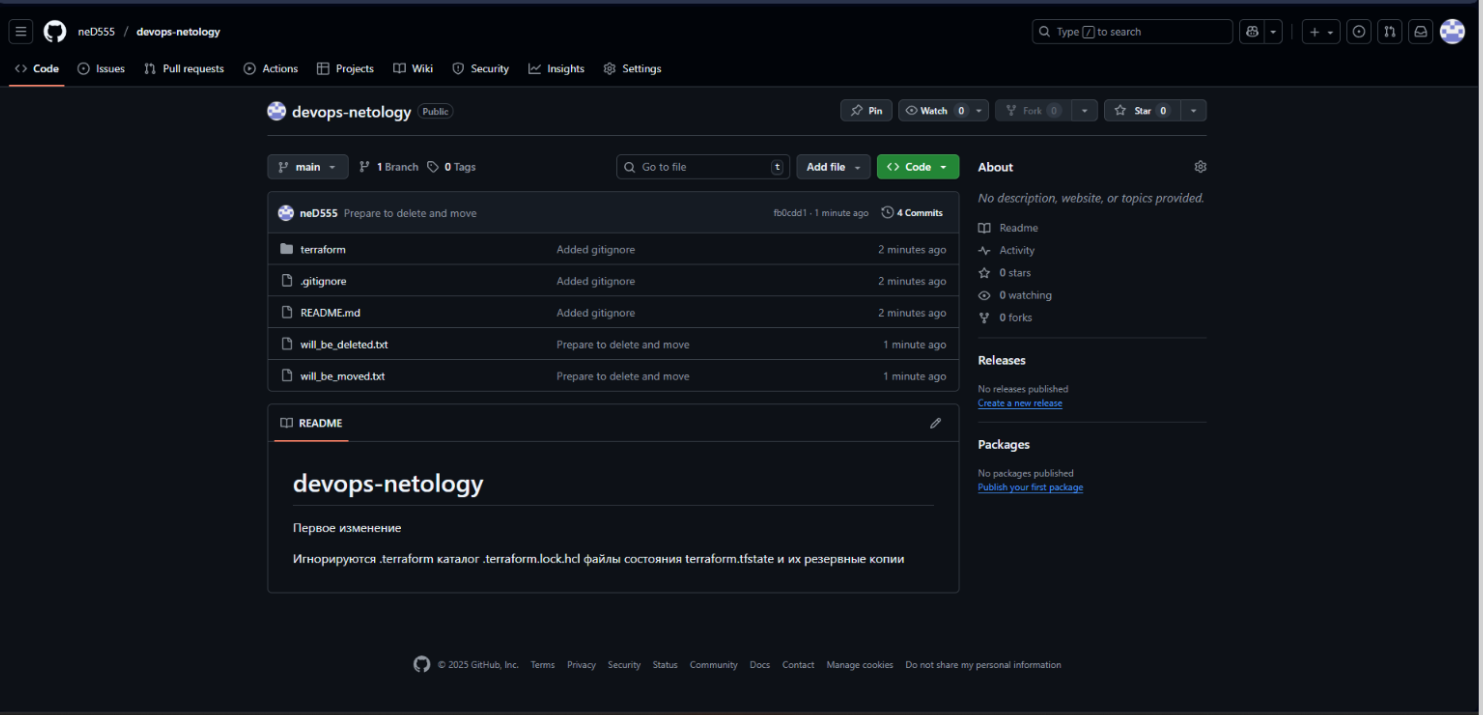 neD555 / devops-netology
Type / to search
Code Issues Pull requests Actions Projects Wiki Security Insights Settings
devops-netology Public
Pin Watch 0 Fork 0 Star 0
main 1 Branch 0 Tags
Go to file t
Add file Code
neD555 Prepare to delete and move fb0cdd1 · 1 minute ago 4 Commits
terraform Added gitignore 2 minutes ago
.gitignore Added gitignore 2 minutes ago
README.md Added gitignore 2 minutes ago
will_be_deleted.txt Prepare to delete and move 1 minute ago
will_be_moved.txt Prepare to delete and move 1 minute ago
README
devops-netology
Первое изменение
Игнорируются .terraform каталог .terraform.lock.hcl файлы состояния terraform.tfstate и их резервные копии
About
No description, website, or topics provided.
Readme
Activity
0 stars
0 watching
0 forks
Releases
No releases published
Create a new release
Packages
No packages published
Publish your first package
© 2025 GitHub, Inc. Terms Privacy Security Status Community Docs Contact Manage cookies Do not share my personal information